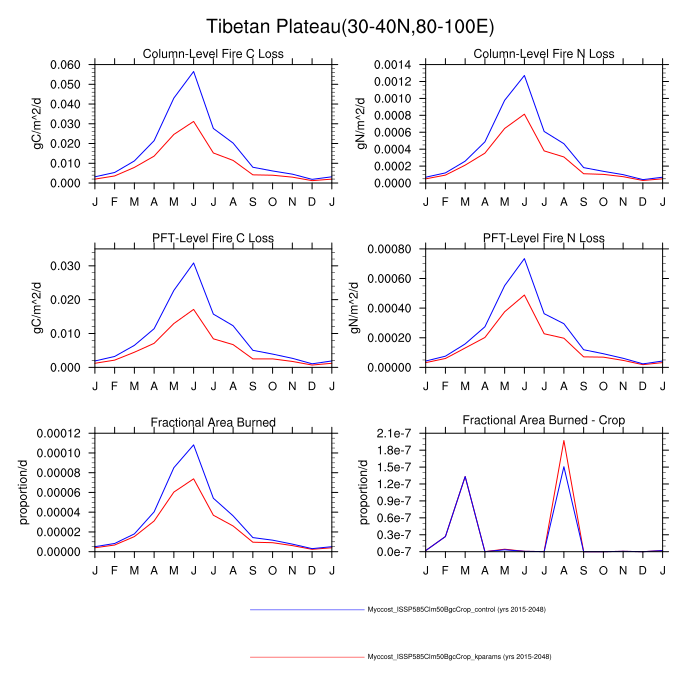 Tibetan Plateau(30-40N,80-100E)
Column-Level Fire C Loss
gC/m^2/d
0.060
0.050
0.040
0.030
0.020
0.010
0.000
J F M A M J J A S O N D J
Column-Level Fire N Loss
gN/m^2/d
0.0014
0.0012
0.0010
0.0008
0.0006
0.0004
0.0002
0.0000
J F M A M J J A S O N D J
PFT-Level Fire C Loss
gC/m^2/d
0.030
0.020
0.010
0.000
J F M A M J J A S O N D J
PFT-Level Fire N Loss
gN/m^2/d
0.00080
0.00060
0.00040
0.00020
0.00000
J F M A M J J A S O N D J
Fractional Area Burned
proportion/d
0.00012
0.00010
0.00008
0.00006
0.00004
0.00002
0.00000
J F M A M J J A S O N D J
Fractional Area Burned - Crop
proportion/d
2.1e-7
1.8e-7
1.5e-7
1.2e-7
0.9e-7
0.6e-7
0.3e-7
0.0e-7
J F M A M J J A S O N D J
Myccost_ISSP585Clm50BgcCrop_control (yrs 2015-2048)
Myccost_ISSP585Clm50BgcCrop_kparams (yrs 2015-2048)